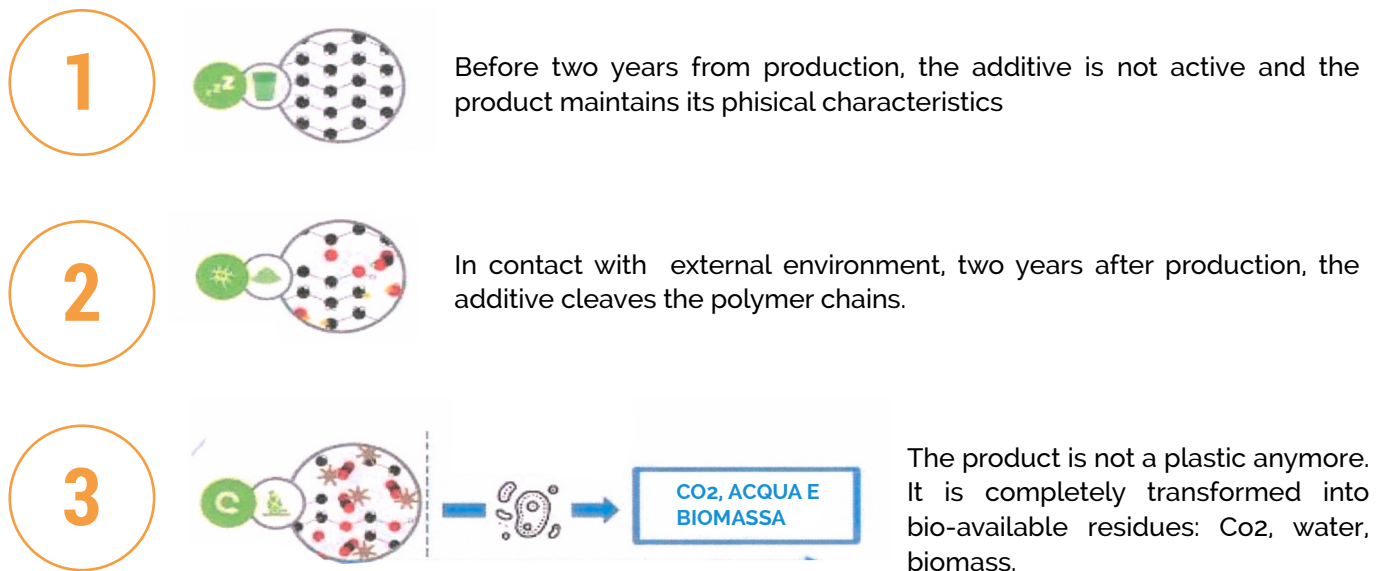 1
zzZ
Before two years from production, the additive is not active and the
product maintains its phisical characteristics
2
In contact with external environment, two years after production, the
additive cleaves the polymer chains.
3
CO2, ACQUA E
BIOMASSA
The product is not a plastic anymore.
It is completely transformed into
bio-available residues: Co2, water,
biomass.